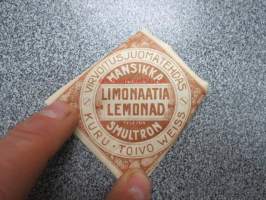 VIRVOITUSJUOMATEHDAS
MANSIKKA
LIMONAATIA
LEMONAD
SMULTRON
KURU • TOIVO WEISS